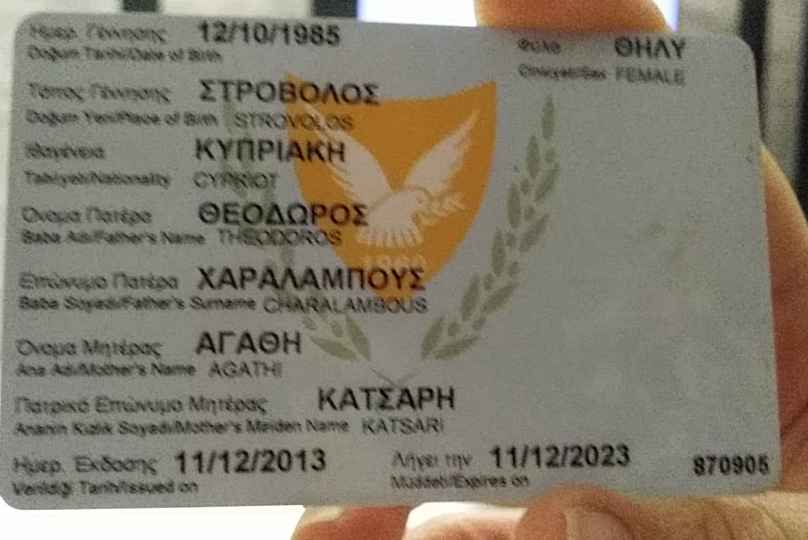 Ημερ. Γέννησης 12/10/1985
Doğum Tarihi/Date of Birth
Φύλο ΘΗΛΥ
Cinsiyet/Sex FEMALE
Τόπος Γέννησης ΣΤΡΟΒΟΛΟΣ
Doğum Yeri/Place of Birth STROVOLOS
Ιθαγένεια ΚΥΠΡΙΑΚΗ
Tabiiyet/Nationality CYPRIOT
Όνομα Πατέρα ΘΕΟΔΩΡΟΣ
Baba Adı/Father's Name THEODOROS
1960
Επώνυμο Πατέρα ΧΑΡΑΛΑΜΠΟΥΣ
Baba Soyadı/Father's Surname CHARALAMBOUS
Όνομα Μητέρας ΑΓΑΘΗ
Ana Adı/Mother's Name AGATHI
Πατρικό Επώνυμο Μητέρας ΚΑΤΣΑΡΗ
Ananın Kızlık Soyadı/Mother's Maiden Name KATSARI
Ημερ. Έκδοσης 11/12/2013
Verildiği Tarih/Issued on
Λήγει την 11/12/2023
Müddeti/Expires on
870905